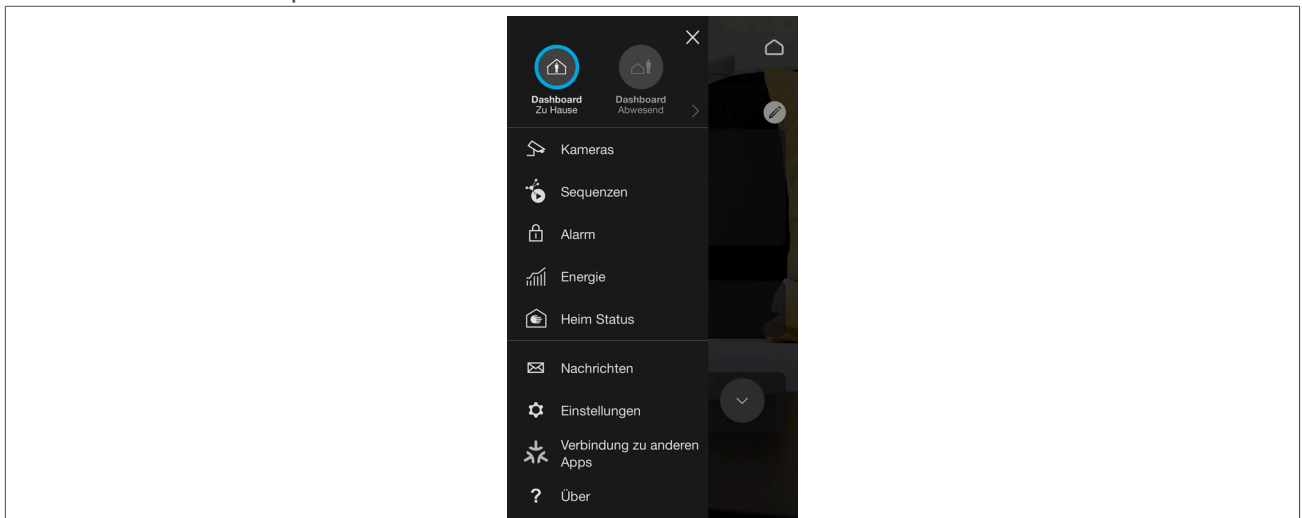 Dashboard Dashboard
Zu Hause Abwesend
Kameras
Sequenzen
Alarm
Energie
Heim Status
Nachrichten
Einstellungen
Verbindung zu anderen
Apps
? Über